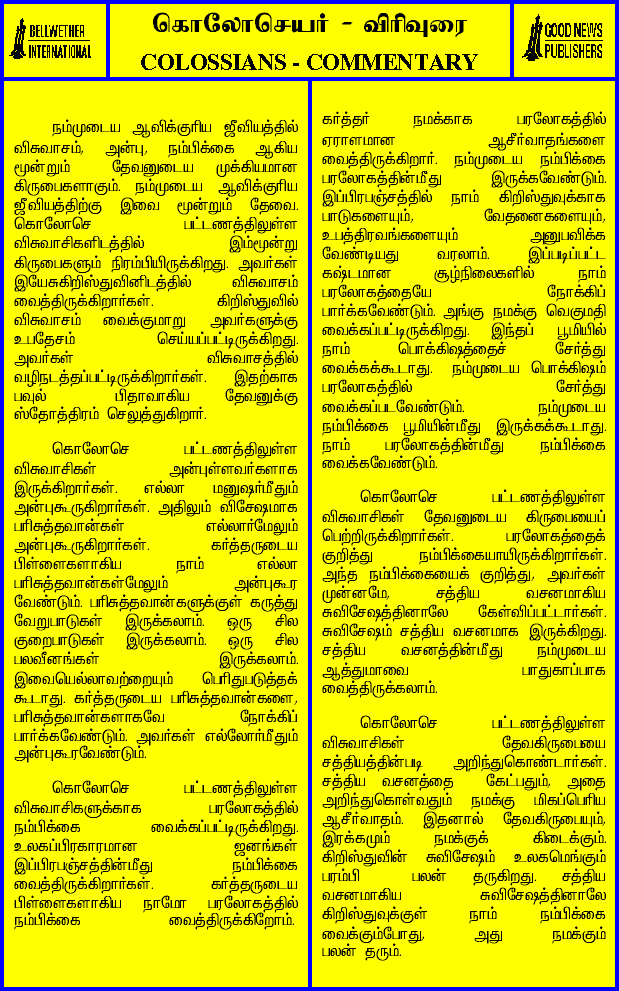 BELLWETHER
INTERNATIONAL
கொலோசெயர் - விரிவுரை
COLOSSIANS - COMMENTARY
GOOD NEWS
PUBLISHERS
நம்முடைய ஆவிக்குரிய ஜீவியத்தில்
விசுவாசம், அன்பு, நம்பிக்கை ஆகிய
மூன்றும் தேவனுடைய முக்கியமான
கிருபைகளாகும். நம்முடைய ஆவிக்குரிய
ஜீவியத்திற்கு இவை மூன்றும் தேவை.
கொலோசெ பட்டணத்திலுள்ள
விசுவாசிகளிடத்தில் இம்மூன்று
கிருபைகளும் நிரம்பியிருக்கிறது. அவர்கள்
இயேசுகிறிஸ்துவினிடத்தில் விசுவாசம்
வைத்திருக்கிறார்கள். கிறிஸ்துவில்
விசுவாசம் வைக்குமாறு அவர்களுக்கு
உபதேசம் செய்யப்பட்டிருக்கிறது.
அவர்கள் விசுவாசத்தில்
வழிநடத்தப்பட்டிருக்கிறார்கள். இதற்காக
பவுல் பிதாவாகிய தேவனுக்கு
ஸ்தோத்திரம் செலுத்துகிறார்.
கொலோசெ பட்டணத்திலுள்ள
விசுவாசிகள் அன்புள்ளவர்களாக
இருக்கிறார்கள். எல்லா மனுஷர்மீதும்
அன்புகூருகிறார்கள். அதிலும் விசேஷமாக
பரிசுத்தவான்கள் எல்லார்மேலும்
அன்புகூருகிறார்கள். கர்த்தருடைய
பிள்ளைகளாகிய நாம் எல்லா
பரிசுத்தவான்கள்மேலும் அன்புகூர
வேண்டும். பரிசுத்தவான்களுக்குள் கருத்து
வேறுபாடுகள் இருக்கலாம். ஒரு சில
குறைபாடுகள் இருக்கலாம். ஒரு சில
பலவீனங்கள் இருக்கலாம்.
இவையெல்லாவற்றையும் பெரிதுபடுத்தக்
கூடாது. கர்த்தருடைய பரிசுத்தவான்களை,
பரிசுத்தவான்களாகவே நோக்கிப்
பார்க்கவேண்டும். அவர்கள் எல்லோர்மீதும்
அன்புகூரவேண்டும்.
கொலோசெ பட்டணத்திலுள்ள
விசுவாசிகளுக்காக பரலோகத்தில்
நம்பிக்கை வைக்கப்பட்டிருக்கிறது.
உலகப்பிரகாரமான ஜனங்கள்
இப்பிரபஞ்சத்தின்மீது நம்பிக்கை
வைத்திருக்கிறார்கள். கர்த்தருடைய
பிள்ளைகளாகிய நாமோ பரலோகத்தில்
நம்பிக்கை வைத்திருக்கிறோம்.
கர்த்தர் நமக்காக பரலோகத்தில்
ஏராளமான ஆசீர்வாதங்களை
வைத்திருக்கிறார். நம்முடைய நம்பிக்கை
பரலோகத்தின்மீது இருக்கவேண்டும்.
இப்பிரபஞ்சத்தில் நாம் கிறிஸ்துவுக்காக
பாடுகளையும், வேதனைகளையும்,
உபத்திரவங்களையும் அனுபவிக்க
வேண்டியது வரலாம். இப்படிப்பட்ட
கஷ்டமான சூழ்நிலைகளில் நாம்
பரலோகத்தையே நோக்கிப்
பார்க்கவேண்டும். அங்கு நமக்கு வெகுமதி
வைக்கப்பட்டிருக்கிறது. இந்தப் பூமியில்
நாம் பொக்கிஷத்தைச் சேர்த்து
வைக்கக்கூடாது. நம்முடைய பொக்கிஷம்
பரலோகத்தில் சேர்த்து
வைக்கப்படவேண்டும். நம்முடைய
நம்பிக்கை பூமியின்மீது இருக்கக்கூடாது.
நாம் பரலோகத்தின்மீது நம்பிக்கை
வைக்கவேண்டும்.
கொலோசெ பட்டணத்திலுள்ள
விசுவாசிகள் தேவனுடைய கிருபையைப்
பெற்றிருக்கிறார்கள். பரலோகத்தைக்
குறித்து நம்பிக்கையாயிருக்கிறார்கள்.
அந்த நம்பிக்கையைக் குறித்து, அவர்கள்
முன்னமே, சத்திய வசனமாகிய
சுவிசேஷத்தினாலே கேள்விப்பட்டார்கள்.
சுவிசேஷம் சத்திய வசனமாக இருக்கிறது.
சத்திய வசனத்தின்மீது நம்முடைய
ஆத்துமாவை பாதுகாப்பாக
வைத்திருக்கலாம்.
கொலோசெ பட்டணத்திலுள்ள
விசுவாசிகள் தேவகிருபையை
சத்தியத்தின்படி அறிந்துகொண்டார்கள்.
சத்திய வசனத்தை கேட்பதும், அதை
அறிந்துகொள்வதும் நமக்கு மிகப்பெரிய
ஆசீர்வாதம். இதனால் தேவகிருபையும்,
இரக்கமும் நமக்குக் கிடைக்கும்.
கிறிஸ்துவின் சுவிசேஷம் உலகமெங்கும்
பரம்பி பலன் தருகிறது. சத்திய
வசனமாகிய சுவிசேஷத்தினாலே
கிறிஸ்துவுக்குள் நாம் நம்பிக்கை
வைக்கும்போது, அது நமக்கும்
பலன் தரும்.